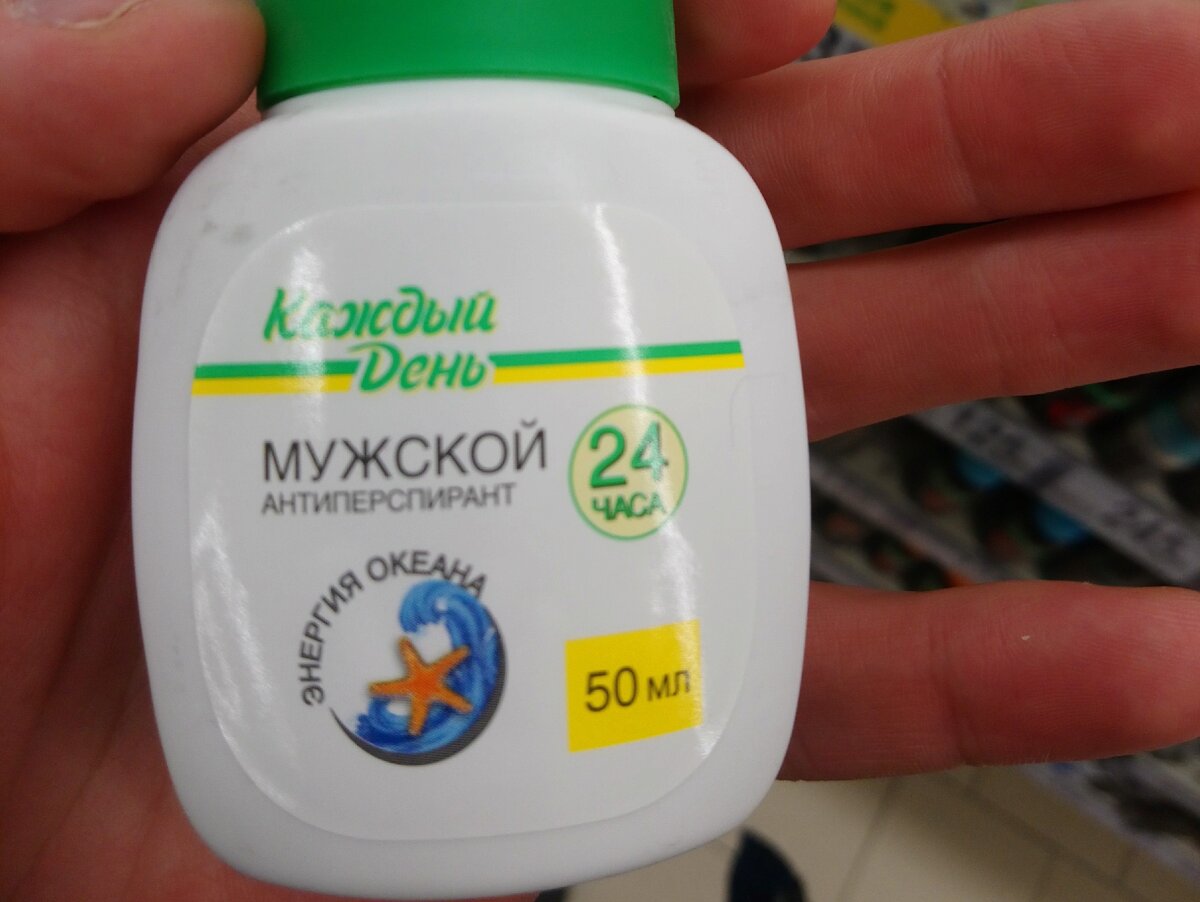 Каждый
День
МУЖСКОЙ
АНТИПЕРСПИРАНТ
24
ЧАСА
ЭНЕРГИЯ ОКЕАНА
50 мл